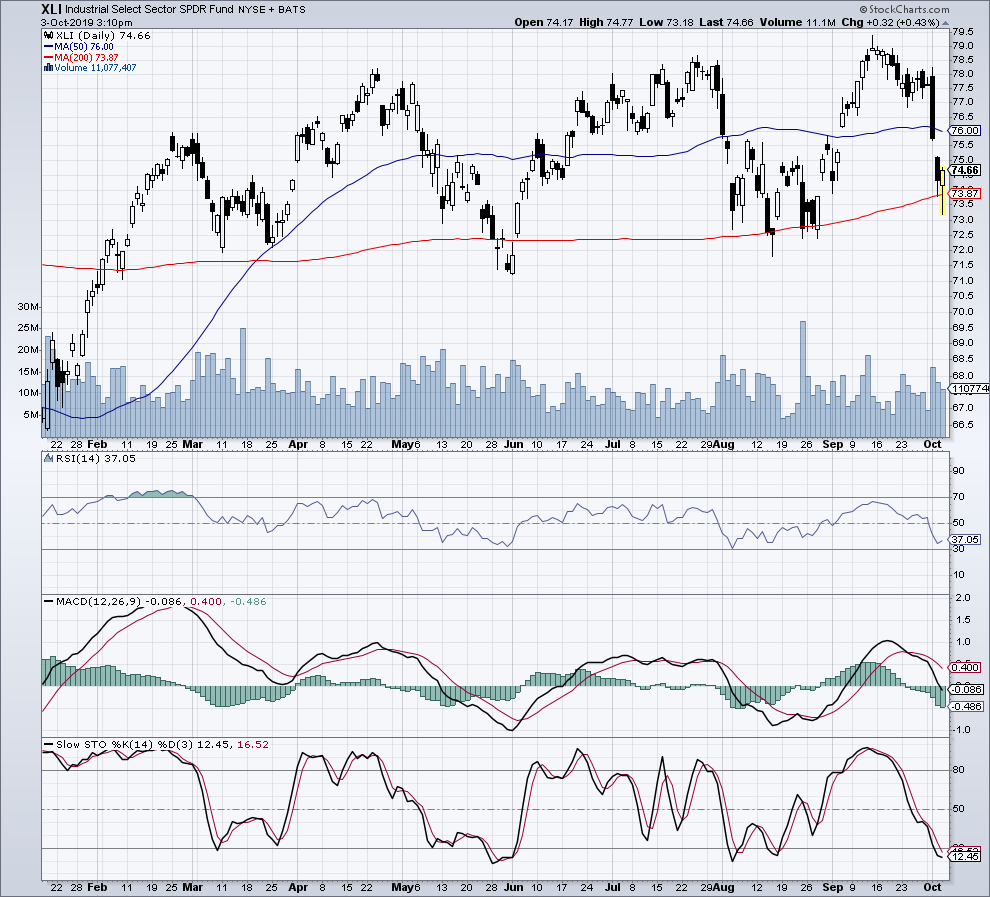 XLI Industrial Select Sector SPDR Fund NYSE + BATS
© StockCharts.com
3-Oct-2019 3:10pm
Open 74.17 High 74.77 Low 73.18 Last 74.66 Volume 11.1M Chg +0.32 (+0.43%)
XLI (Daily) 74.66
MA(50) 76.00
MA(200) 73.87
Volume 11,077,407
79.5
79.0
78.5
78.0
77.5
77.0
76.5
76.00
75.5
75.0
74.66
73.87
73.5
73.0
72.5
72.0
71.5
71.0
70.5
70.0
69.5
69.0
68.5
68.0
1107740
67.0
66.5
30M
25M
20M
15M
10M
5M
22 28 Feb 11 19 25 Mar 11 18 25 Apr 8 15 22 May 6 13 20 28 Jun 10 17 24 Jul 8 15 22 29 Aug 12 19 26 Sep 9 16 23 Oct
RSI(14) 37.05
90
70
50
37.05
30
10
MACD(12,26,9) -0.086, 0.400, -0.486
2.0
1.5
1.0
0.400
-0.086
-0.486
-1.0
Slow STO %K(14) %D(3) 12.45, 16.52
80
50
16.52
12.45
22 28 Feb 11 19 25 Mar 11 18 25 Apr 8 15 22 May 6 13 20 28 Jun 10 17 24 Jul 8 15 22 29 Aug 12 19 26 Sep 9 16 23 Oct